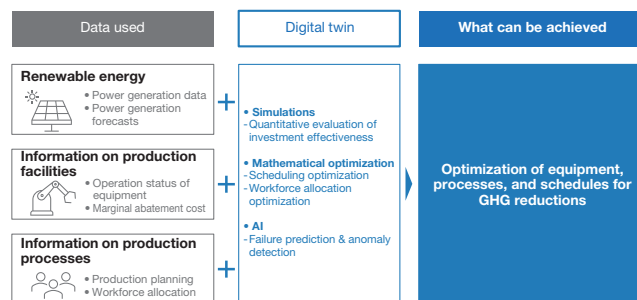 Data used
Digital twin
What can be achieved
Renewable energy
• Power generation data
• Power generation
forecasts
Information on production
facilities
• Operation status of
equipment
• Marginal abatement cost
Information on production
processes
• Production planning
• Workforce allocation
+
+
+
• Simulations
- Quantitative evaluation of
investment effectiveness
• Mathematical optimization
- Scheduling optimization
- Workforce allocation
optimization
• AI
- Failure prediction & anomaly
detection
Optimization of equipment,
processes, and schedules for
GHG reductions